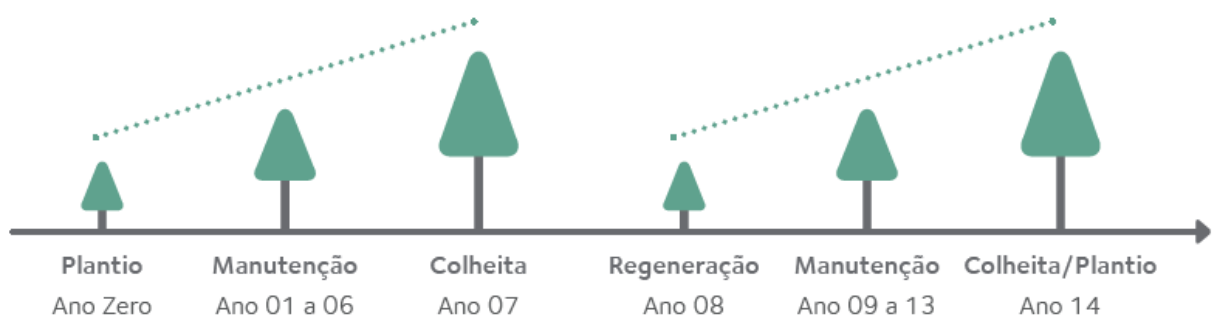 Plantio
Ano Zero
Manutenção
Ano 01 a 06
Colheita
Ano 07
Regeneração
Ano 08
Manutenção
Ano 09 a 13
Colheita/Plantio
Ano 14